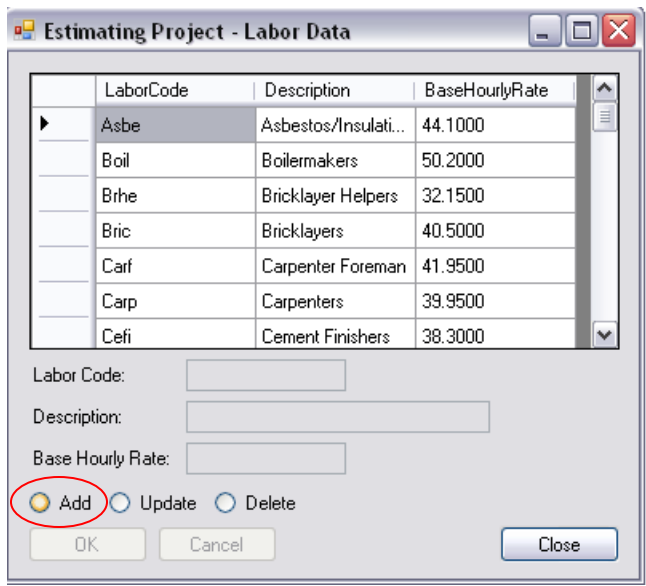 Estimating Project - Labor Data
LaborCode Description BaseHourlyRate
Asbe Asbestos/Insulati... 44.1000
Boil Boilermakers 50.2000
Brhe Bricklayer Helpers 32.1500
Bric Bricklayers 40.5000
Carf Carpenter Foreman 41.9500
Carp Carpenters 39.9500
Cefi Cement Finishers 38.3000
Labor Code:
Description:
Base Hourly Rate:
Add Update Delete
OK Cancel Close